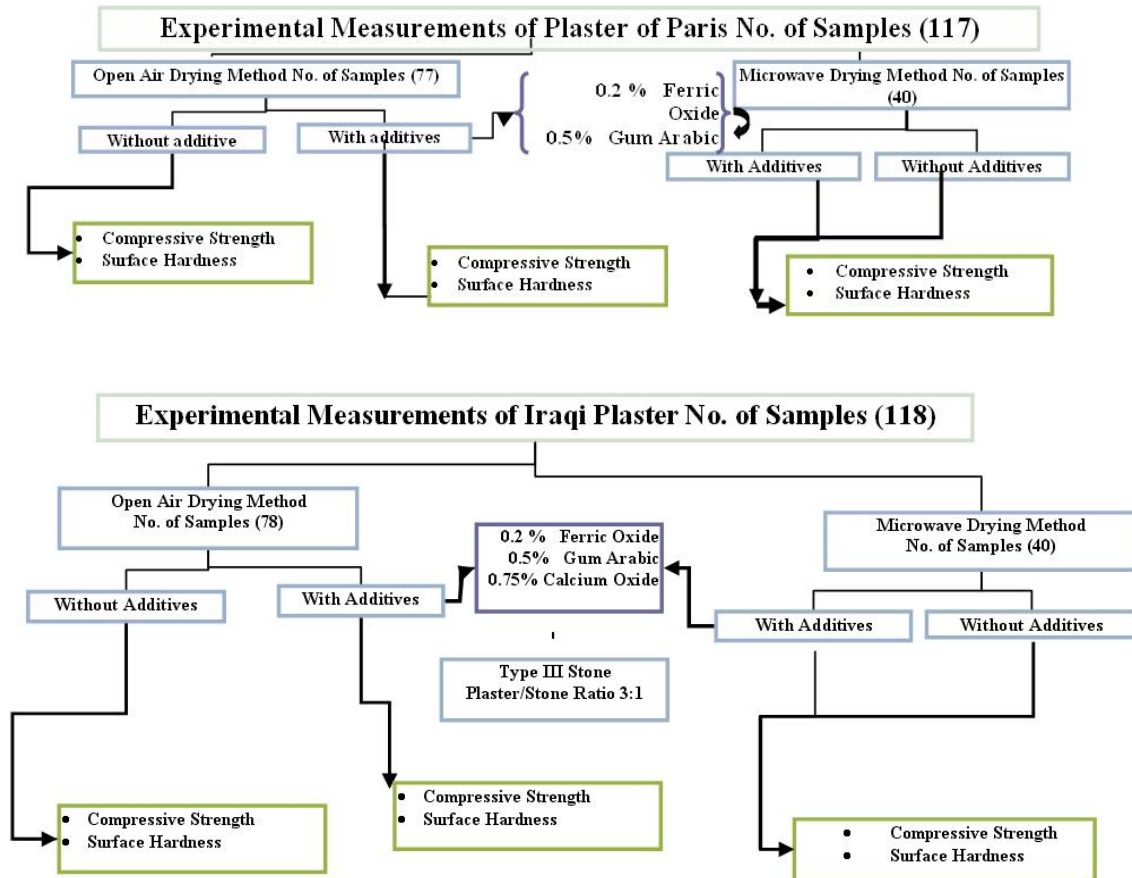 Experimental Measurements of Plaster of Paris No. of Samples (117)
Open Air Drying Method No. of Samples (77)
Without additive
With additives
0.2 % Ferric
Oxide
0.5% Gum Arabic
Microwave Drying Method No. of Samples
(40)
With Additives
Without Additives
• Compressive Strength
• Surface Hardness
• Compressive Strength
• Surface Hardness
• Compressive Strength
• Surface Hardness
Experimental Measurements of Iraqi Plaster No. of Samples (118)
Open Air Drying Method
No. of Samples (78)
Without Additives
With Additives
0.2 % Ferric Oxide
0.5% Gum Arabic
0.75% Calcium Oxide
Type III Stone
Plaster/Stone Ratio 3:1
Microwave Drying Method
No. of Samples (40)
With Additives
Without Additives
• Compressive Strength
• Surface Hardness
• Compressive Strength
• Surface Hardness
• Compressive Strength
• Surface Hardness